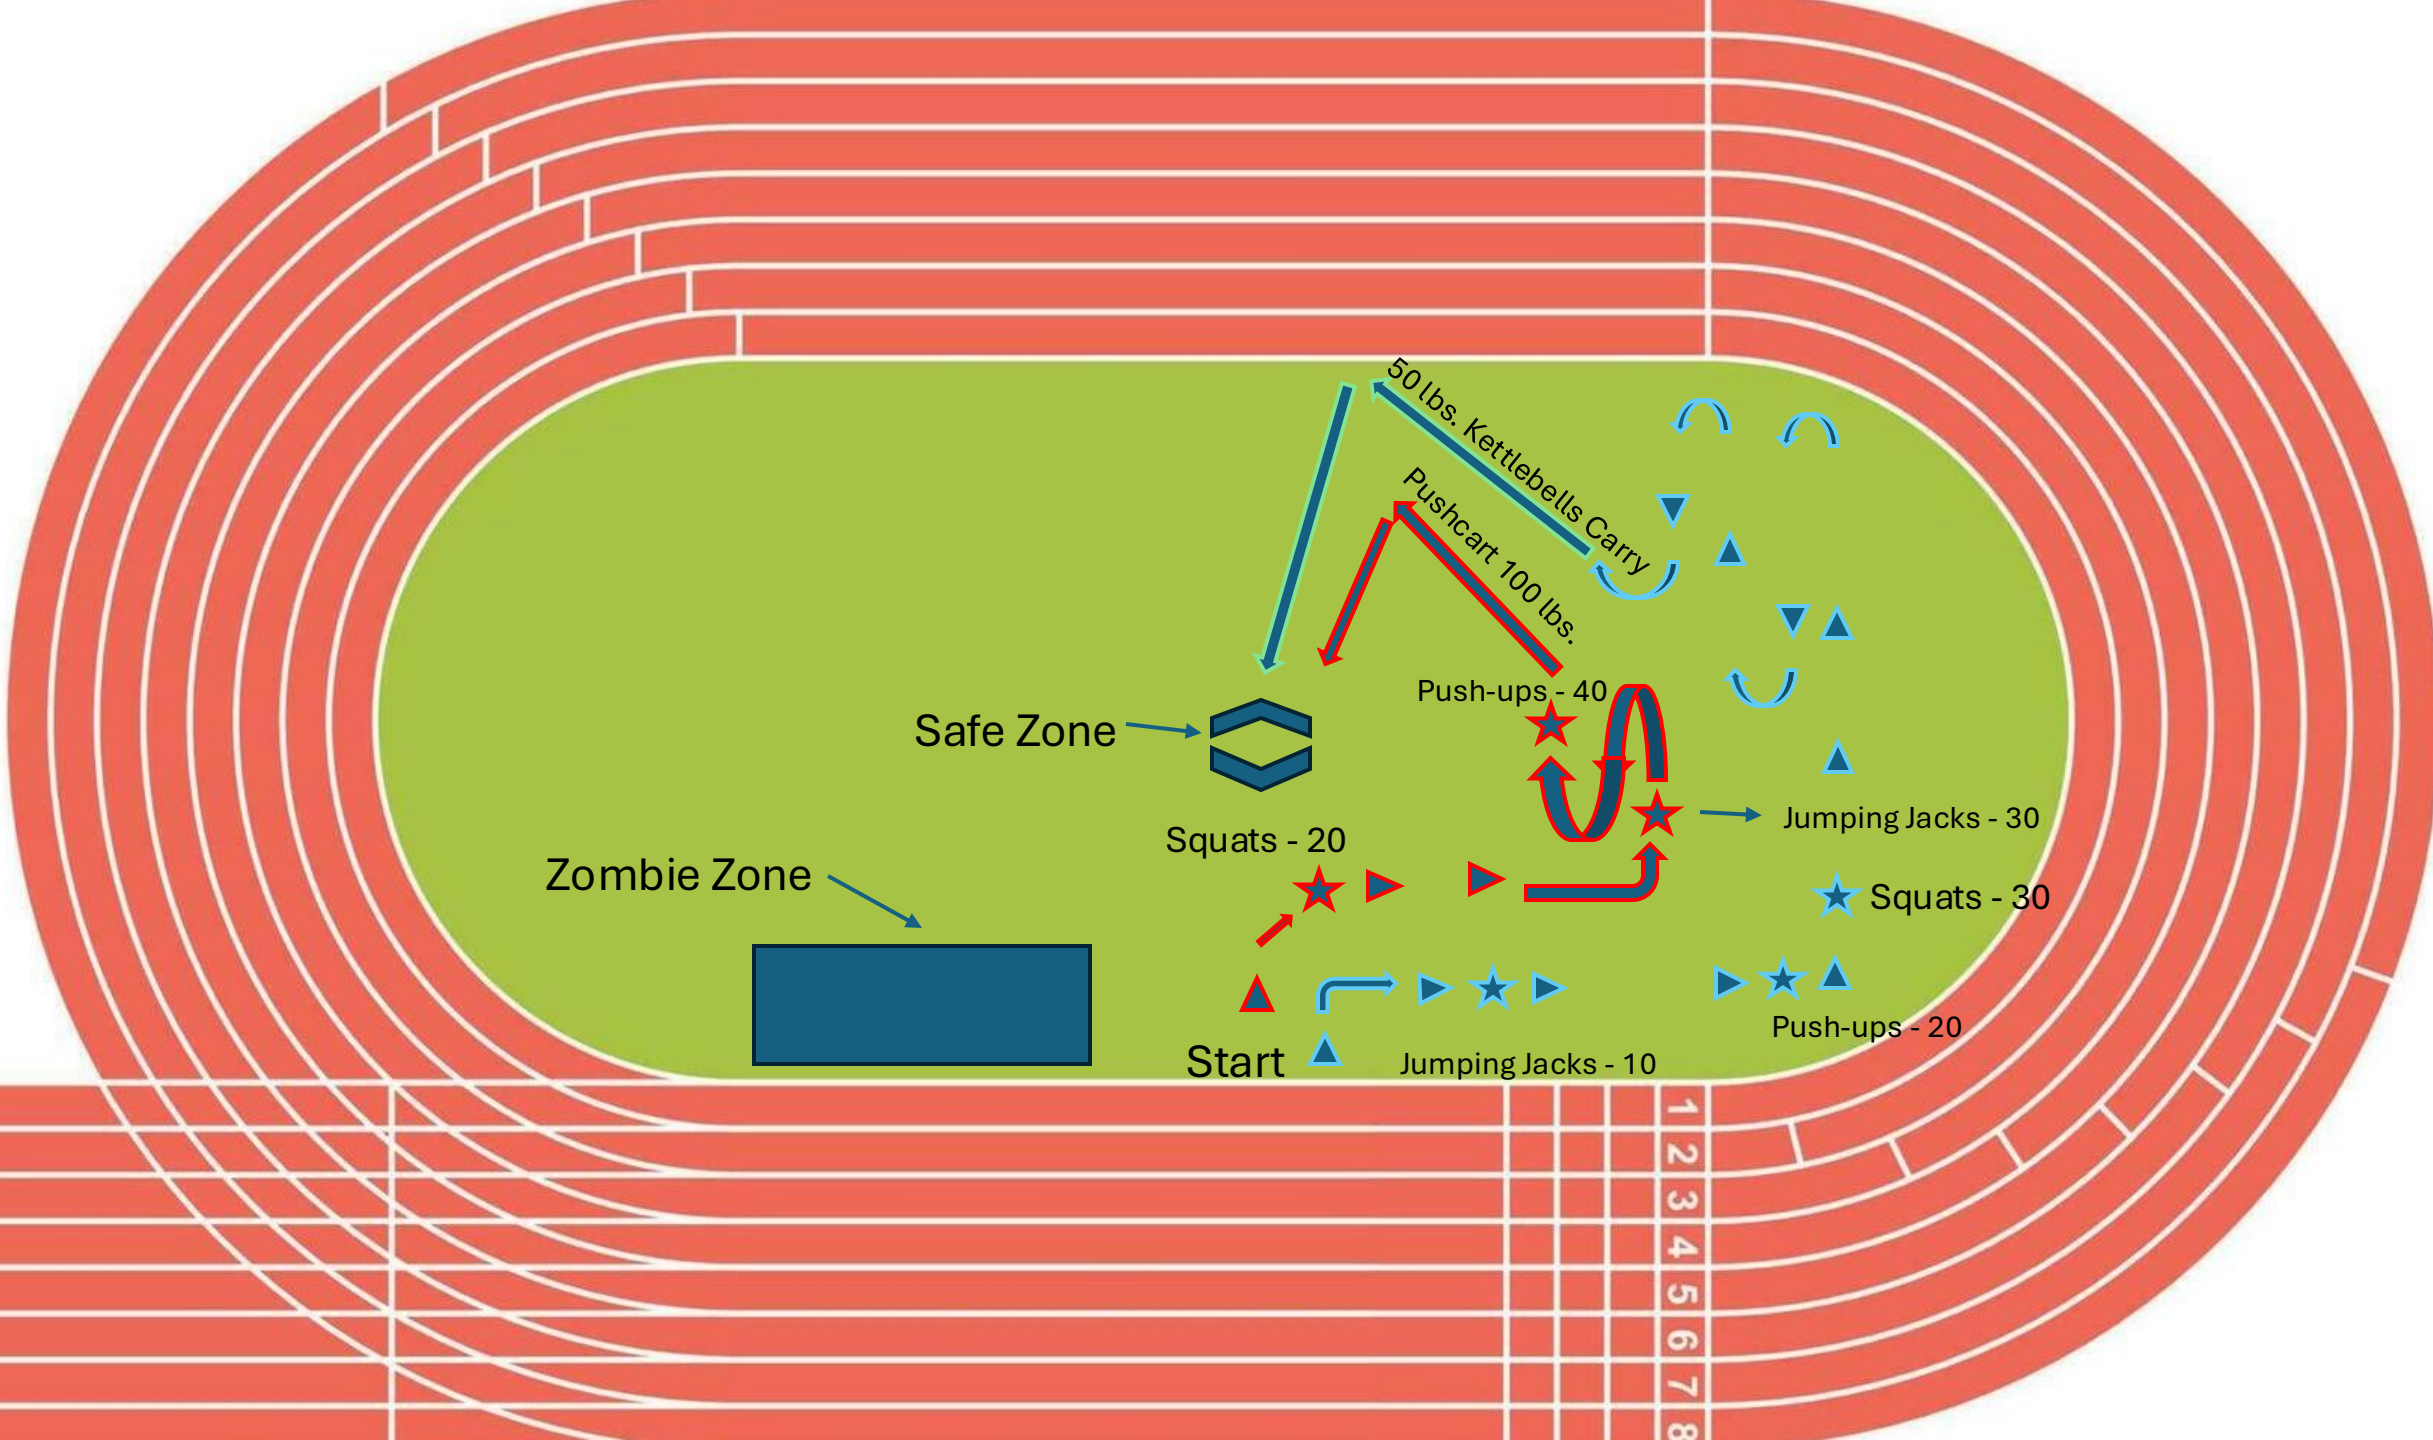 50 lbs. Kettlebells Carry
Pushcart 100 lbs.
Push-ups - 40
Safe Zone
Jumping Jacks - 30
Squats - 20
Zombie Zone
Squats - 30
Push-ups - 20
Start
Jumping Jacks - 10
1
2
3
4
5
6
7
8